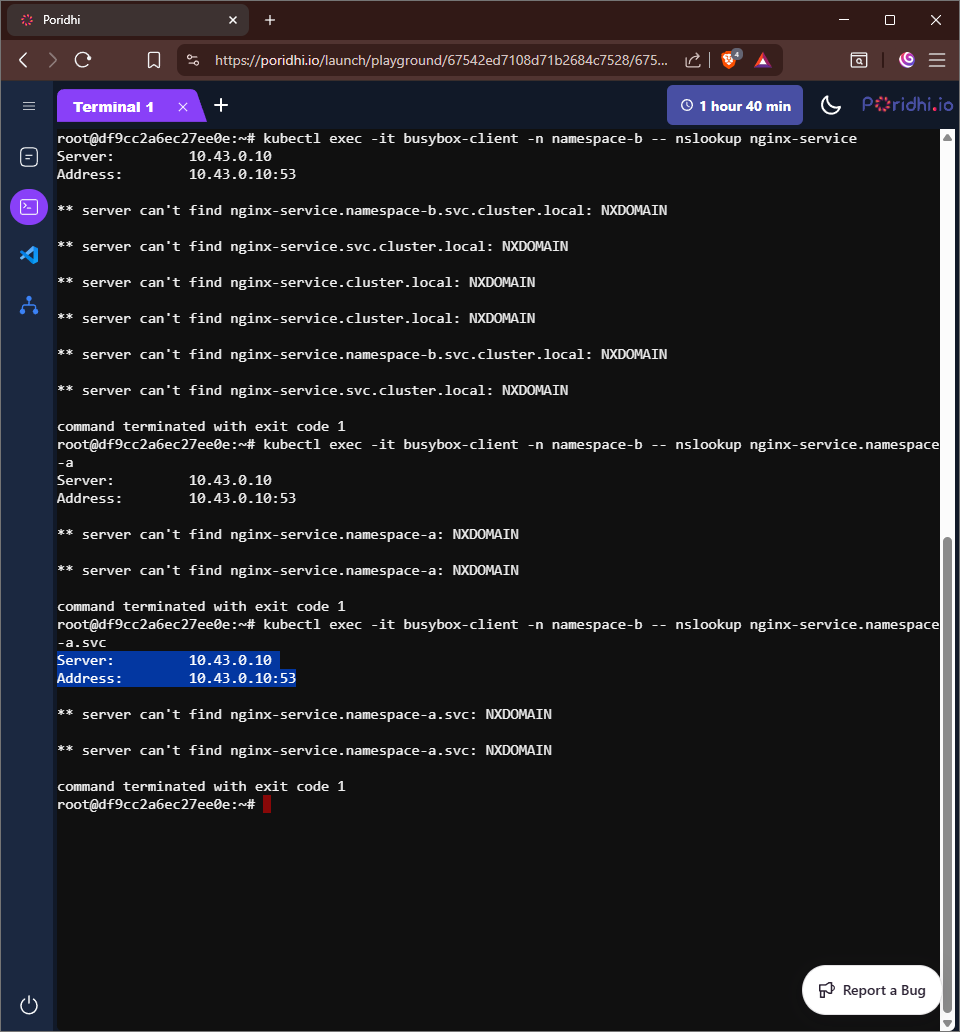 Poridhi
https://poridhi.io/launch/playground/67542ed7108d71b2684c7528/675...
4
Terminal 1
1 hour 40 min
Poridhi.io
root@df9cc2a6ec27ee0e:~# kubectl exec -it busybox-client -n namespace-b -- nslookup nginx-service
Server:         10.43.0.10
Address:        10.43.0.10:53
** server can't find nginx-service.namespace-b.svc.cluster.local: NXDOMAIN
** server can't find nginx-service.svc.cluster.local: NXDOMAIN
** server can't find nginx-service.cluster.local: NXDOMAIN
** server can't find nginx-service.cluster.local: NXDOMAIN
** server can't find nginx-service.namespace-b.svc.cluster.local: NXDOMAIN
** server can't find nginx-service.svc.cluster.local: NXDOMAIN
command terminated with exit code 1
root@df9cc2a6ec27ee0e:~# kubectl exec -it busybox-client -n namespace-b -- nslookup nginx-service.namespace
-a
Server:         10.43.0.10
Address:        10.43.0.10:53
** server can't find nginx-service.namespace-a: NXDOMAIN
** server can't find nginx-service.namespace-a: NXDOMAIN
command terminated with exit code 1
root@df9cc2a6ec27ee0e:~# kubectl exec -it busybox-client -n namespace-b -- nslookup nginx-service.namespace
-a.svc
Server:         10.43.0.10
Address:        10.43.0.10:53
** server can't find nginx-service.namespace-a.svc: NXDOMAIN
** server can't find nginx-service.namespace-a.svc: NXDOMAIN
command terminated with exit code 1
root@df9cc2a6ec27ee0e:~#
Report a Bug